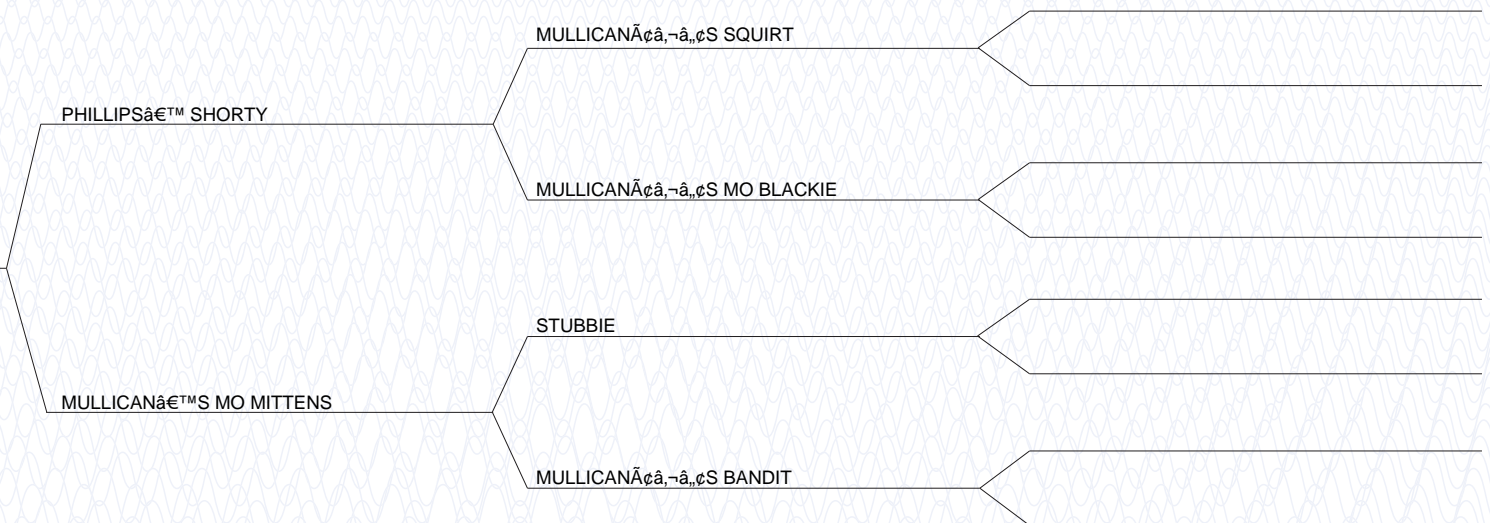 MULLICANÃ¢â‚¬â„¢S SQUIRT
PHILLIPSâ€™ SHORTY
MULLICANÃ¢â‚¬â„¢S MO BLACKIE
STUBBIE
MULLICANâ€™S MO MITTENS
MULLICANÃ¢â‚¬â„¢S BANDIT